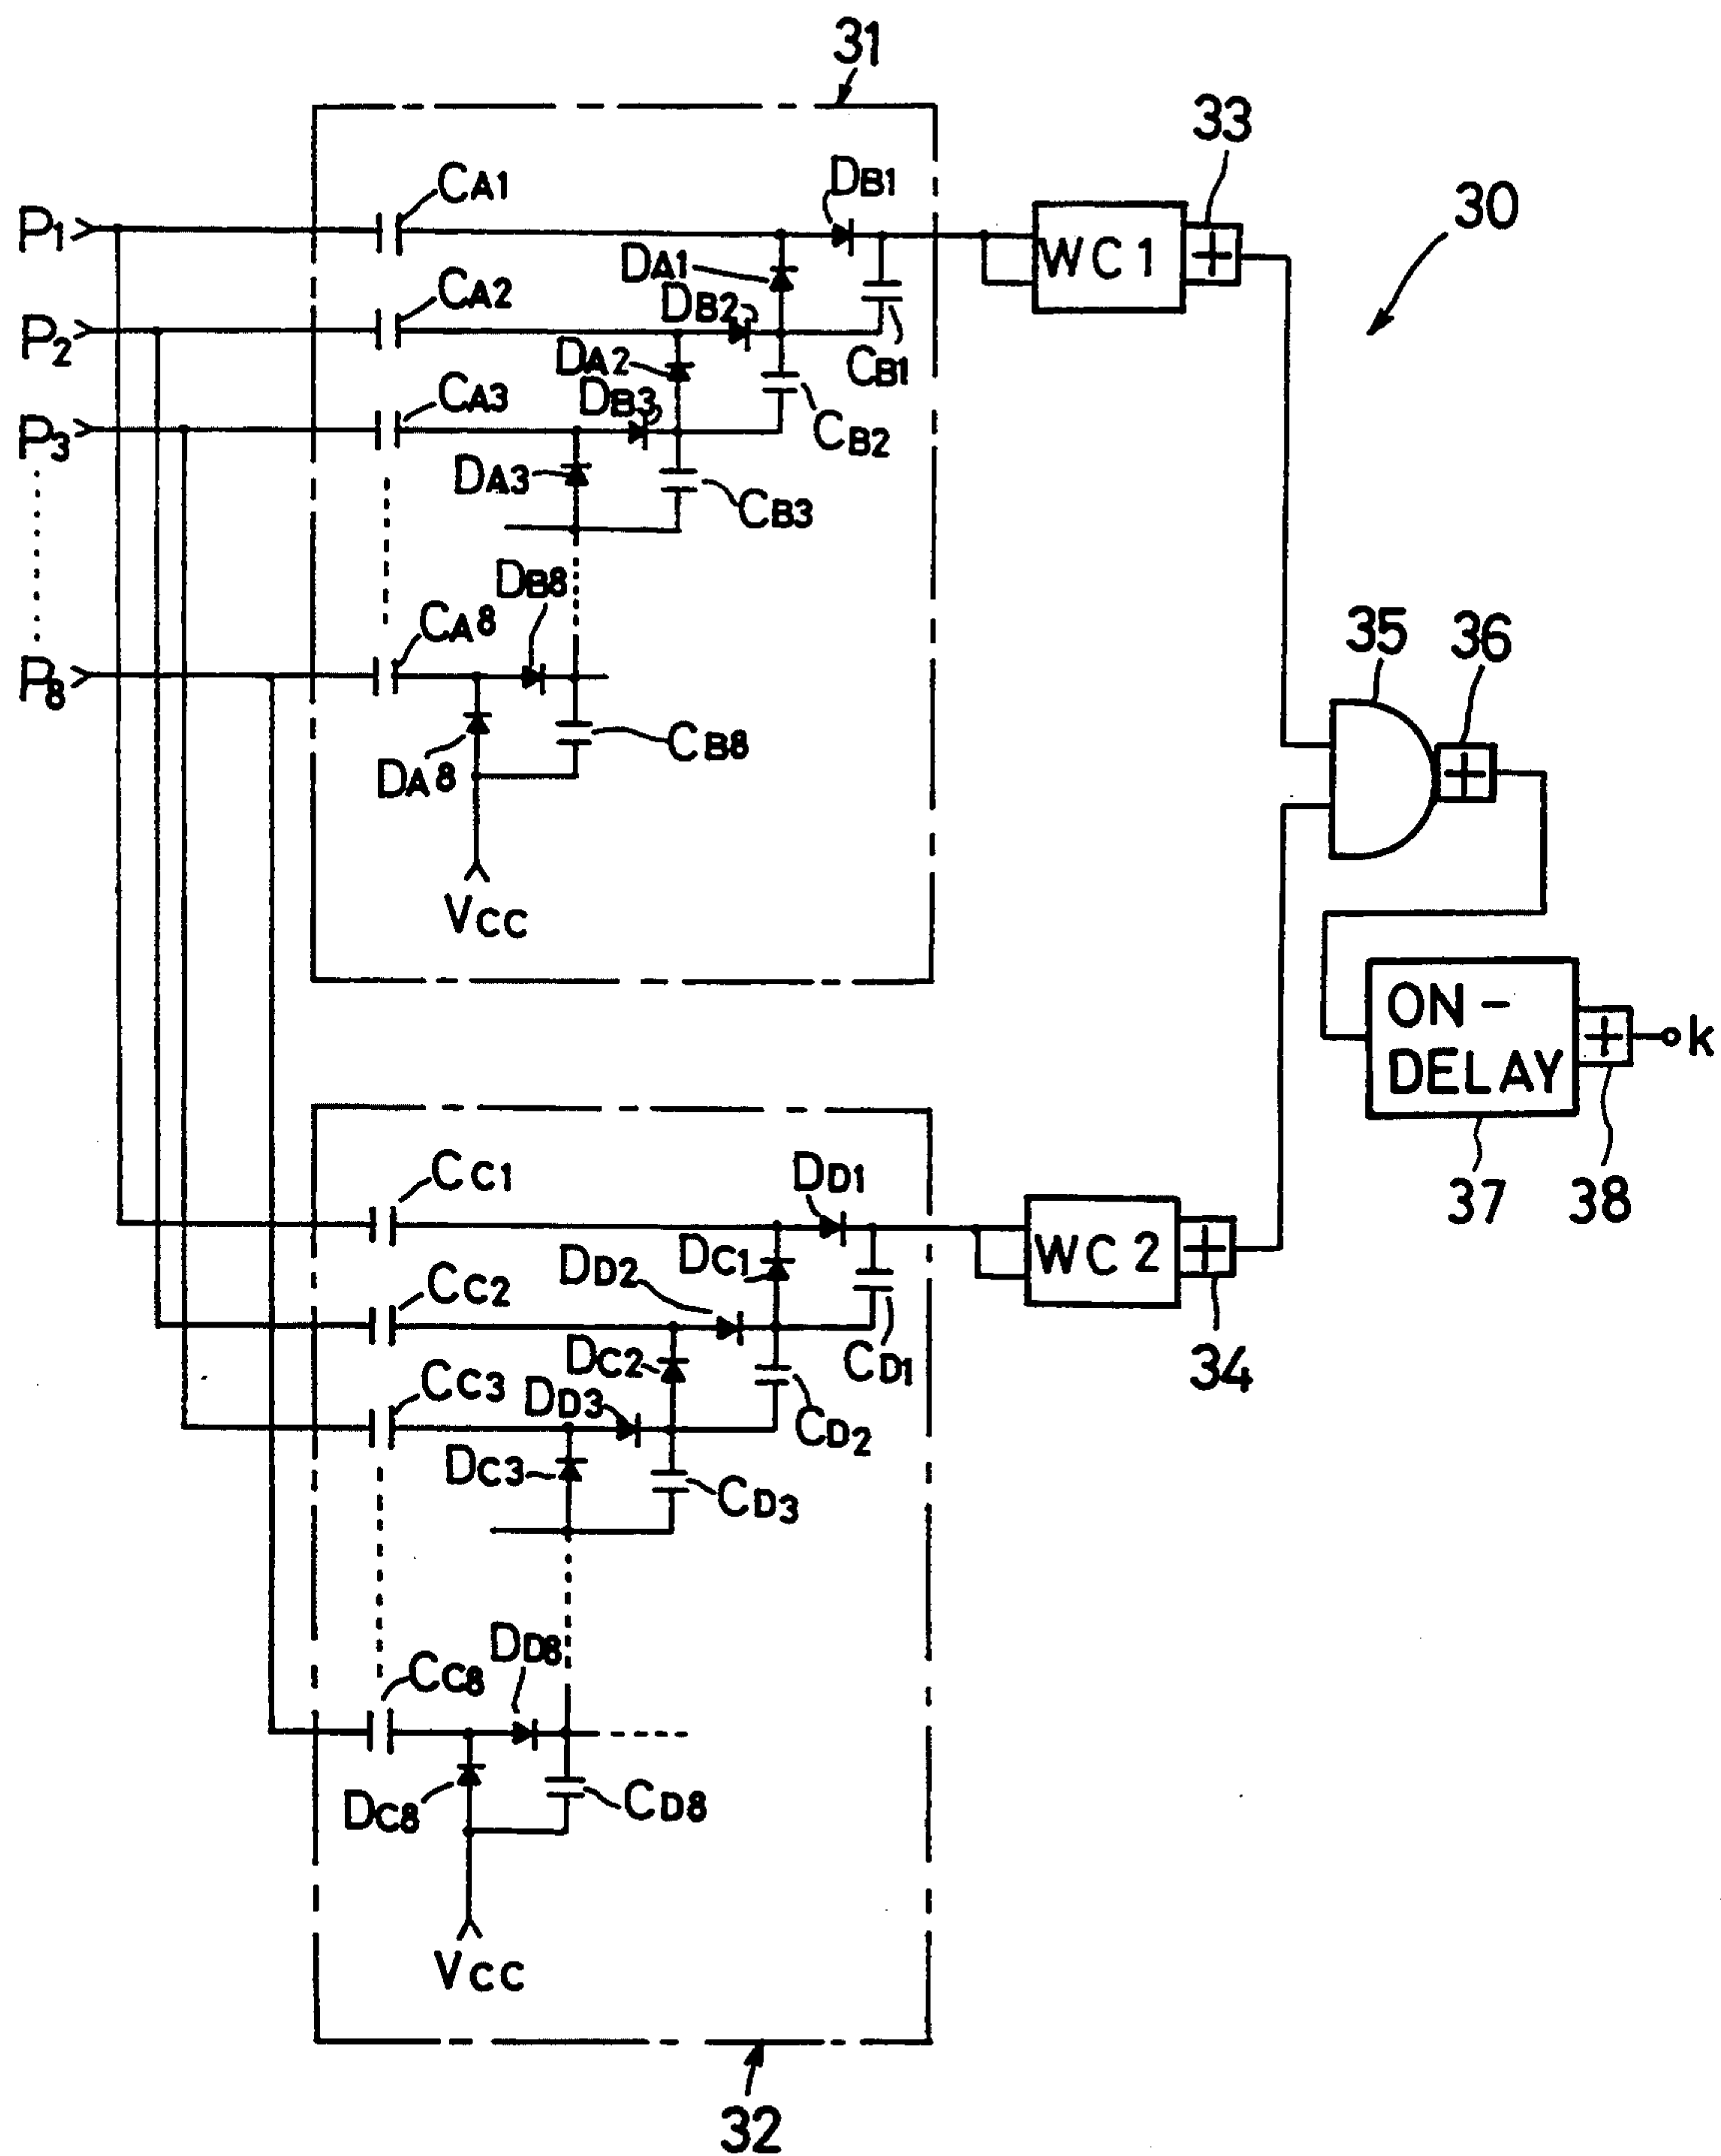 31
33
30
P1
CA1
DB1
WC1
+
DA1
P2
CA2
DB2
CB1
DA2
P3
CA3
DB3
CB2
DA3
CB3
DB8
P8
CA8
CB8
DA8
VCC
35
36
+
ON-
DELAY
+
k
37
38
CC1
DD1
DC1
WC2
+
CC2
DD2
CD1
34
DC2
CC3
DD3
CD2
DC3
CD3
DD8
CC8
DC8
CD8
VCC
32